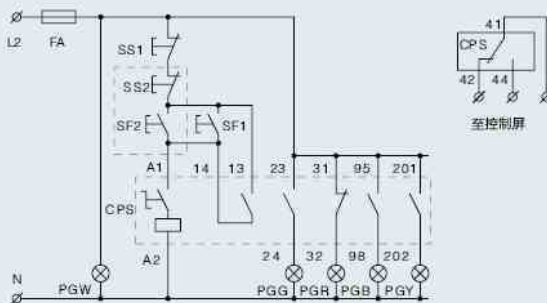 L2 FA
SS1
SS2
SF2 SF1
A1 14 13 23 31 95 201
CPS
A2 24 32 98 202
N PGW PGG PGR PGB PGY
41
CPS
42 44
至控制屏